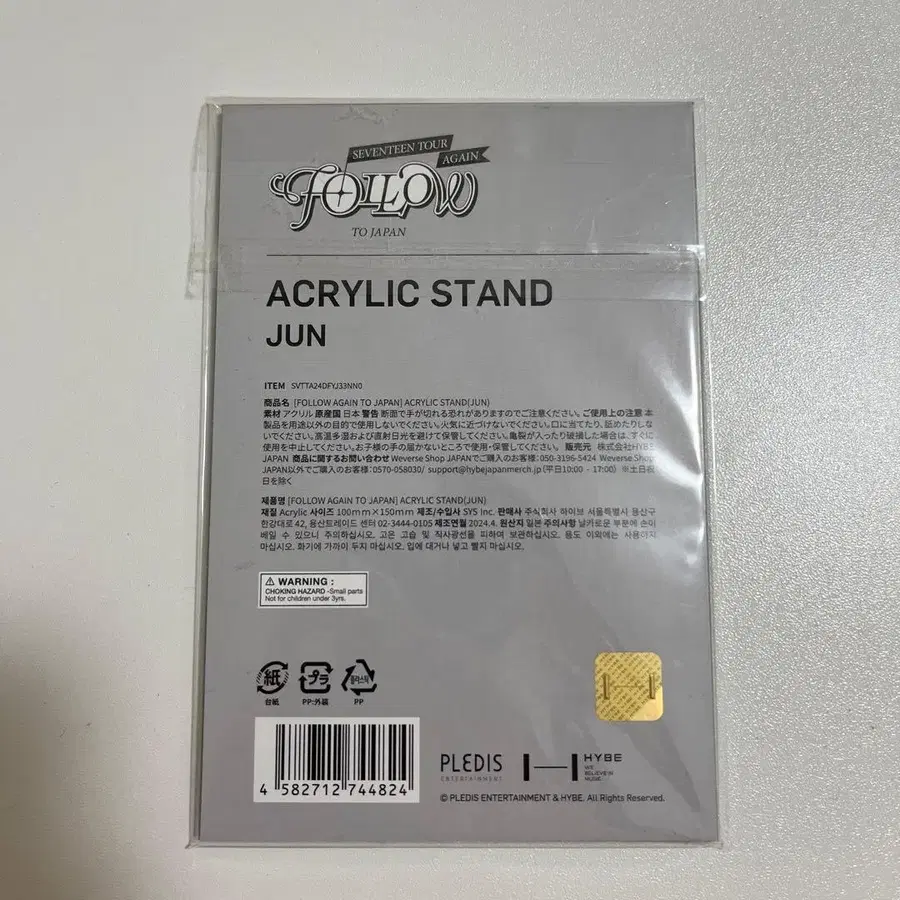 SEVENTEEN TOUR
AGAIN
FOLLOW
TO JAPAN
ACRYLIC STAND
JUN
ITEM SVTTA24DFYJ33NN0
商品名 [FOLLOW AGAIN TO JAPAN] ACRYLIC STAND(JUN)
素材 アクリル 原産国 日本 警告 断面で手が切れる恐れがありますのでご注意ください。ご使用上の注意 本
製品を用途以外の目的で使用しないでください。火気に近づけないでください。口に当てたり、舐めたりしな
いでください。高温多湿および直射日光を避けて保管してください。亀裂が入ったり破損した場合は、すぐに
使用を中止してください。お子様の手の届かないところで使用・保管してください。 販売元 株式会社HYBE
JAPAN 商品に関するお問い合わせ Weverse Shop JAPANでご購入のお客様: 050-3196-5424 Weverse Shop
JAPAN以外でご購入のお客様: 0570-058030/ support@hybejapanmerch.jp (平日10:00 - 17:00) ※土日祝
日を除く
제품명 [FOLLOW AGAIN TO JAPAN] ACRYLIC STAND(JUN)
재질 Acrylic 사이즈 100mm×150mm 제조/수입사 SYS Inc. 판매사 주식회사 하이브 서울특별시 용산구
한강대로 42, 용산트레이드 센터 02-3444-0105 제조연월 2024.4. 원산지 일본 주의사항 날카로운 부분에 손이
베일 수 있으니 주의하십시오. 고온 고습 및 직사광선을 피하여 보관하십시오. 용도 이외에는 사용하지
마십시오. 화기에 가까이 두지 마십시오. 입에 대거나 넣고 빨지 마십시오.
⚠ WARNING :
CHOKING HAZARD -Small parts
Not for children under 3yrs.
紙
台紙
プラ
PP:外装
플라스틱
PP
4 582712 744824
PLEDIS
ENTERTAINMENT
HYBE
WE
BELIEVE IN
MUSIC
© PLEDIS ENTERTAINMENT & HYBE. All Rights Reserved.